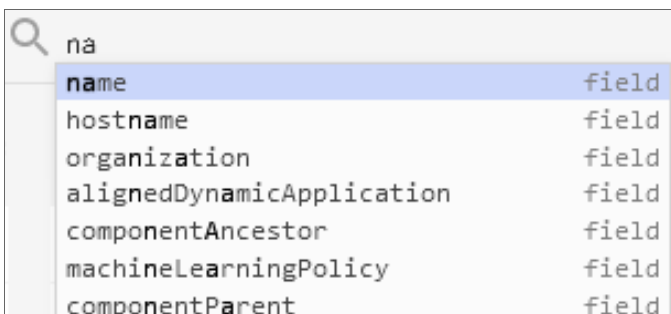 na
name field
hostname field
organization field
alignedDynamicApplication field
componentAncestor field
machineLearningPolicy field
componentParent field